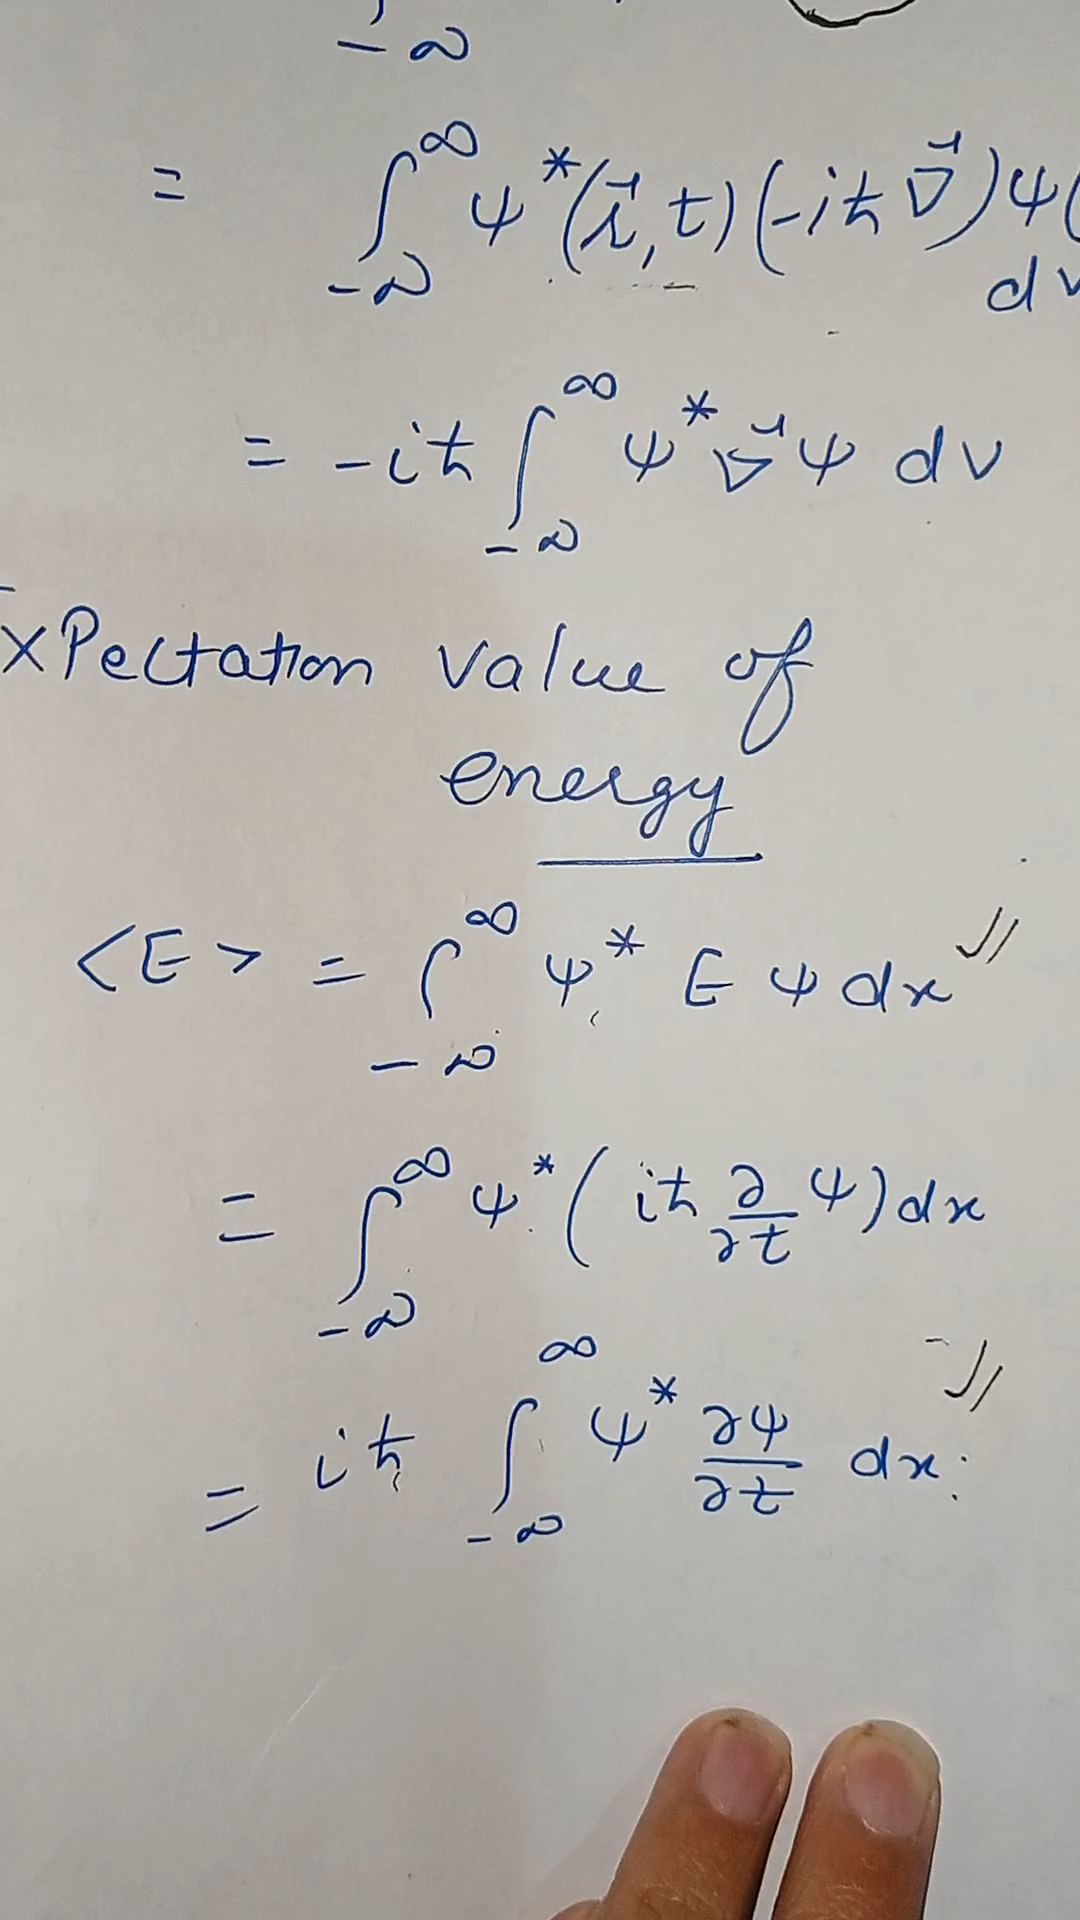 -∞
= ∫_{-∞}^{∞} ψ*(r⃗,t)(-iħ∇⃗)ψ(
dv
= -iħ ∫_{-∞}^{∞} ψ* ∇⃗ψ dv
xPectation value of
energy
<E> = ∫_{-∞}^{∞} ψ* E ψ dx
= ∫_{-∞}^{∞} ψ* (iħ ∂/∂t ψ) dx
= iħ ∫_{-∞}^{∞} ψ* ∂ψ/∂t dx.